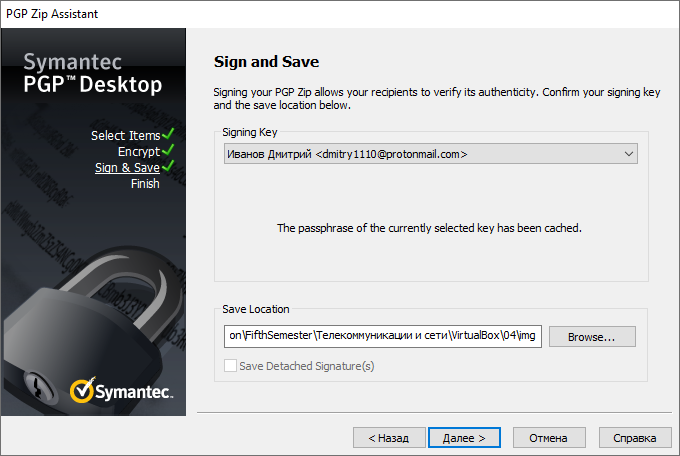 PGP Zip Assistant
Symantec
PGP™ Desktop
Select Items
Encrypt
Sign & Save
Finish
Symantec.
Sign and Save
Signing your PGP Zip allows your recipients to verify its authenticity. Confirm your signing key
and the save location below.
Signing Key
Иванов Дмитрий <dmitry1110@protonmail.com>
The passphrase of the currently selected key has been cached.
Save Location
on\FifthSemester\Телекоммуникации и сети\VirtualBox\04\img
Browse...
Save Detached Signature(s)
< Назад
Далее >
Отмена
Справка